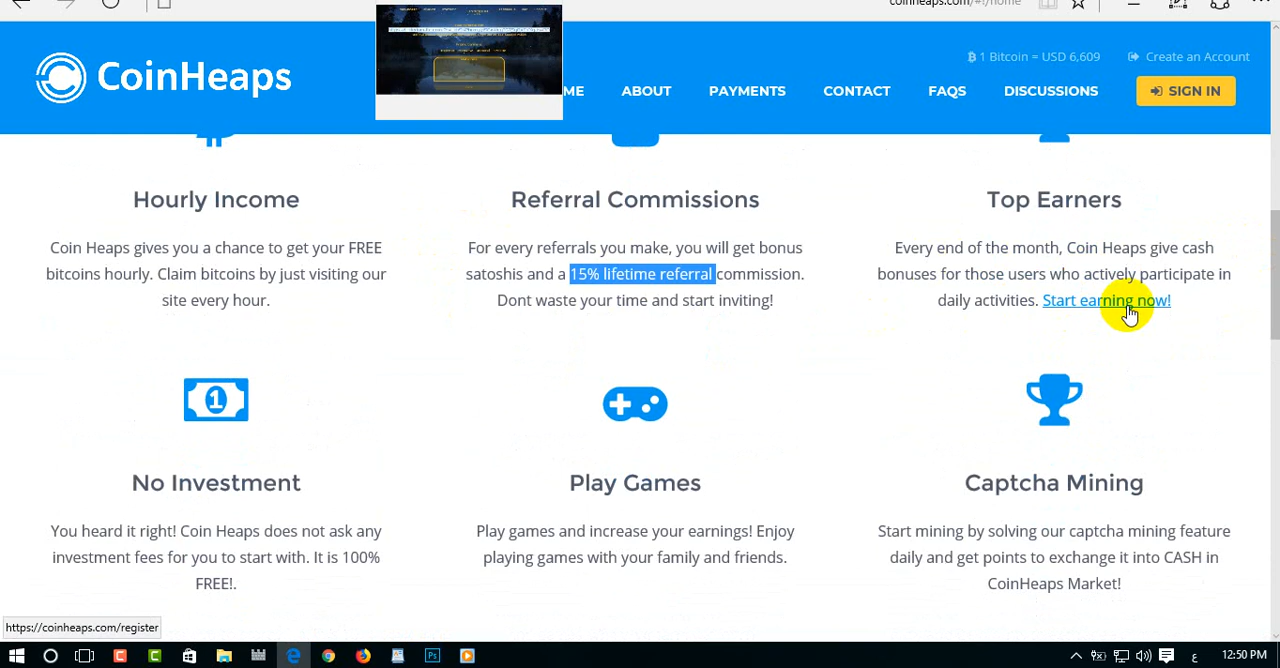 coinheaps.com/#!/home
CoinHeaps
₿ 1 Bitcoin = USD 6,609
Create an Account
ME
ABOUT
PAYMENTS
CONTACT
FAQS
DISCUSSIONS
SIGN IN
Hourly Income
Coin Heaps gives you a chance to get your FREE
bitcoins hourly. Claim bitcoins by just visiting our
site every hour.
Referral Commissions
For every referrals you make, you will get bonus
satoshis and a 15% lifetime referral commission.
Dont waste your time and start inviting!
Top Earners
Every end of the month, Coin Heaps give cash
bonuses for those users who actively participate in
daily activities. Start earning now!
No Investment
You heard it right! Coin Heaps does not ask any
investment fees for you to start with. It is 100%
FREE!.
Play Games
Play games and increase your earnings! Enjoy
playing games with your family and friends.
Captcha Mining
Start mining by solving our captcha mining feature
daily and get points to exchange it into CASH in
CoinHeaps Market!
https://coinheaps.com/register
Ps
ع
12:50 PM